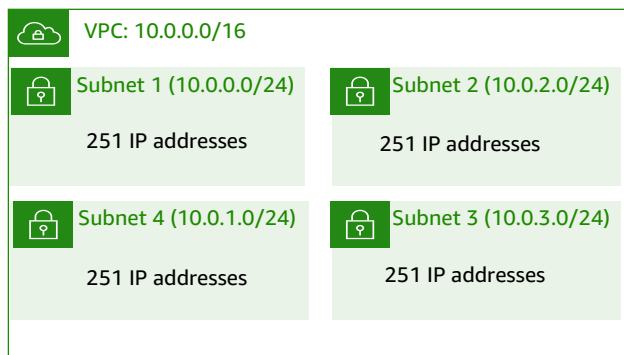 VPC: 10.0.0.0/16
Subnet 1 (10.0.0.0/24)
251 IP addresses
Subnet 2 (10.0.2.0/24)
251 IP addresses
Subnet 4 (10.0.1.0/24)
251 IP addresses
Subnet 3 (10.0.3.0/24)
251 IP addresses